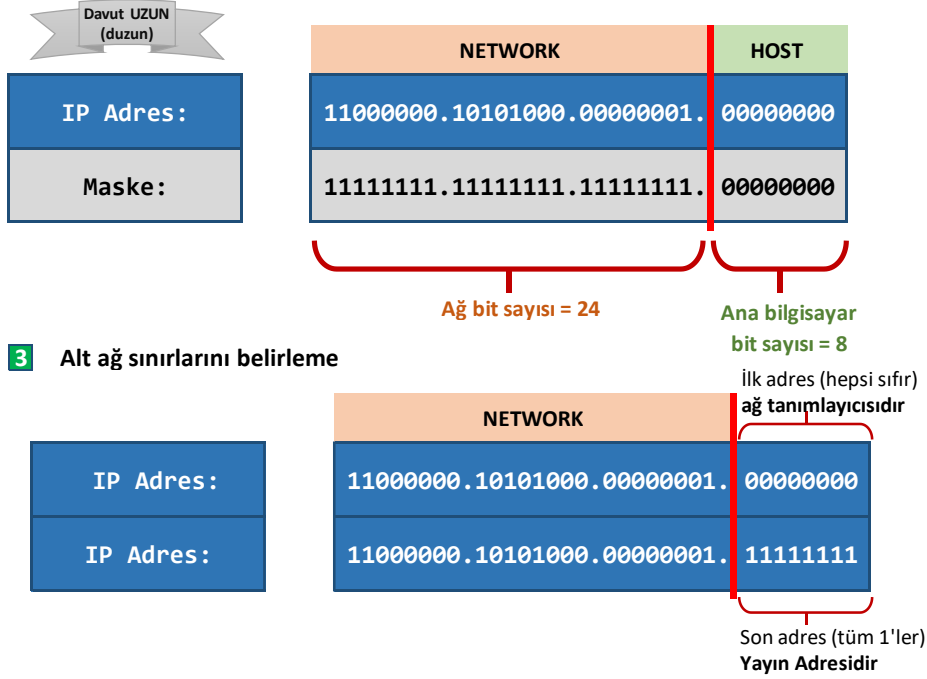 Davut UZUN
(duzun)
NETWORK HOST
IP Adres: 11000000.10101000.00000001. 00000000
Maske: 11111111.11111111.11111111. 00000000
Ağ bit sayısı = 24
Ana bilgisayar
bit sayısı = 8
3 Alt ağ sınırlarını belirleme
İlk adres (hepsi sıfır)
ağ tanımlayıcısıdır
NETWORK
IP Adres: 11000000.10101000.00000001. 00000000
IP Adres: 11000000.10101000.00000001. 11111111
Son adres (tüm 1'ler)
Yayın Adresidir